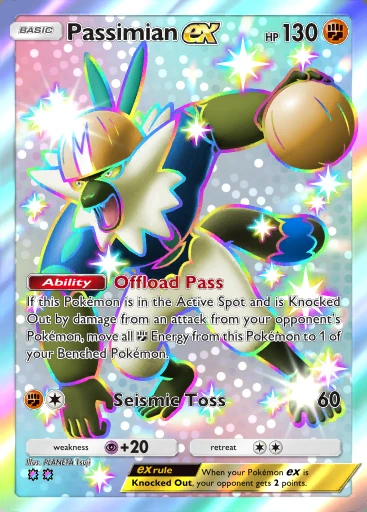 BASIC Passimian ex HP 130
Ability Offload Pass
If this Pokémon is in the Active Spot and is Knocked
Out by damage from an attack from your opponent's
Pokémon, move all Energy from this Pokémon to 1 of
your Benched Pokémon.
Seismic Toss 60
weakness +20 retreat
Illus. PLANETA Tsuji
ex rule When your Pokémon ex is
Knocked Out, your opponent gets 2 points.